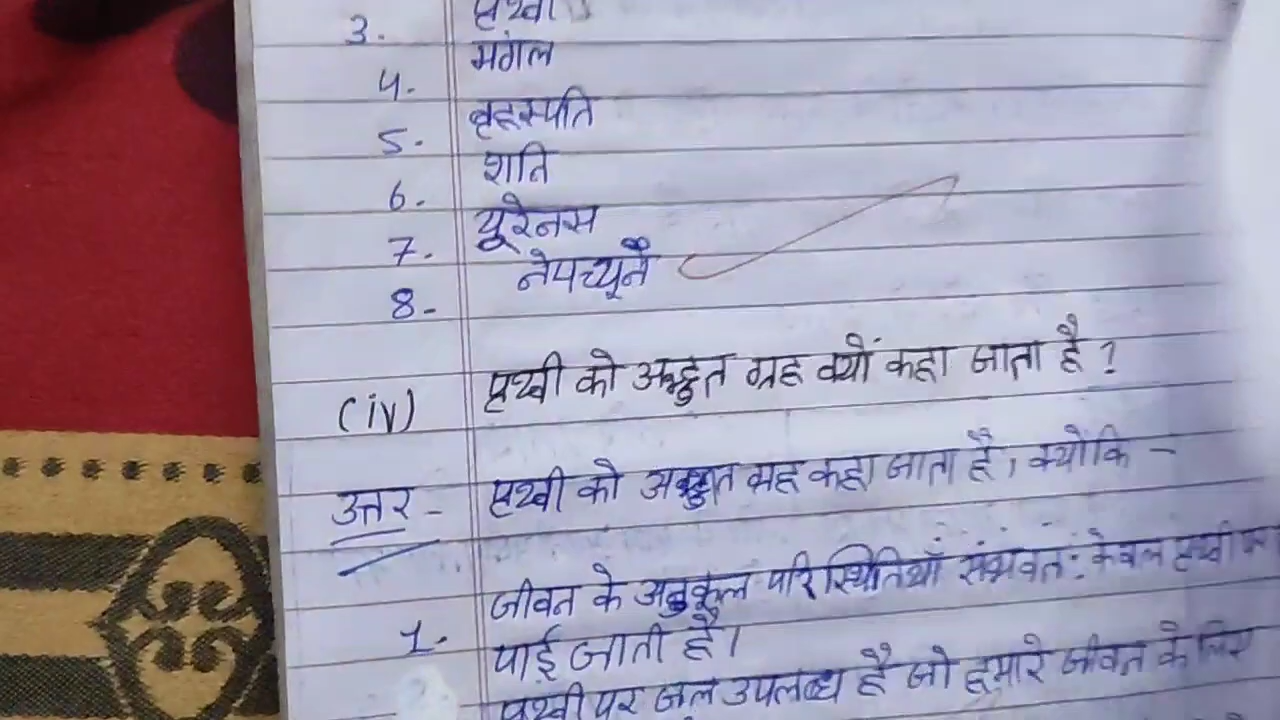 3. पृथ्वी
4. मंगल
5. बृहस्पति
6. शनि
7. यूरेनस
8- नेपच्यून
(iv) पृथ्वी को अद्भुत ग्रह क्यों कहा जाता है ?
उत्तर - पृथ्वी को अद्भुत ग्रह कहा जाता है, क्योंकि -
1. जीवन के अनुकूल परिस्थितियाँ संभवत: केवल पृथ्वी पर
पाई जाती है।
पृथ्वी पर जल उपलब्ध है जो हमारे जीवन के लिए